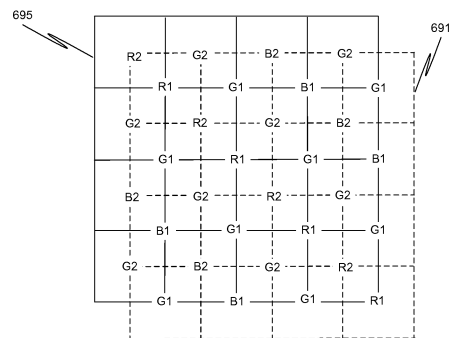 695
691
R2 G2 B2 G2
R1 G1 B1 G1
G2 R2 G2 B2
G1 R1 G1 B1
B2 G2 R2 G2
B1 G1 R1 G1
G2 B2 G2 R2
G1 B1 G1 R1